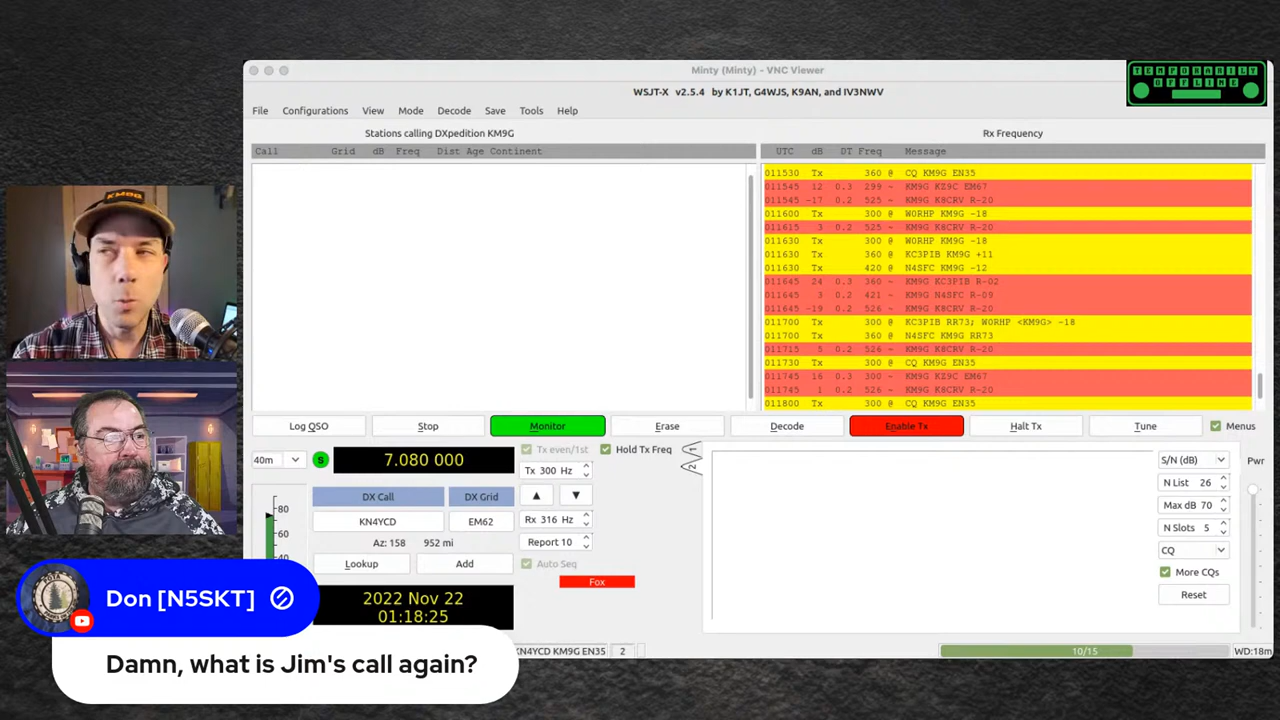 Minty (Minty) - VNC Viewer
TEMPORARILY
OFFLINE
WSJT-X v2.5.4 by K1JT, G4WJS, K9AN, and IV3NWV
File Configurations View Mode Decode Save Tools Help
Stations calling DXpedition KM9G
Rx Frequency
Call Grid dB Freq Dist Age Continent
UTC dB DT Freq Message
011530 Tx 360 @ CQ KM9G EN35
011545 12 0.3 299 ~ KM9G KZ9C EM67
011545 -17 0.2 525 ~ KM9G K8CRV R-20
011600 Tx 300 @ W0RHP KM9G -18
011615 3 0.2 525 ~ KM9G K8CRV R-20
011630 Tx 300 @ W0RHP KM9G -18
011630 Tx 360 @ KC3PIB KM9G +11
011630 Tx 420 @ N4SFC KM9G -12
011645 24 0.3 360 ~ KM9G KC3PIB R-02
011645 3 0.2 421 ~ KM9G N4SFC R-09
011645 -19 0.2 526 ~ KM9G K8CRV R-20
011700 Tx 300 @ KC3PIB RR73; W0RHP <KM9G> -18
011700 Tx 360 @ N4SFC KM9G RR73
011715 5 0.2 526 ~ KM9G K8CRV R-20
011730 Tx 300 @ CQ KM9G EN35
011745 16 0.3 300 ~ KM9G KZ9C EM67
011745 1 0.2 526 ~ KM9G K8CRV R-20
011800 Tx 300 @ CQ KM9G EN35
KM9G
Log QSO Stop Monitor Erase Decode Enable Tx Halt Tx Tune Menus
40m S 7.080 000
Tx even/1st Hold Tx Freq
1
2
Tx 300 Hz
DX Call DX Grid
KN4YCD EM62
Az: 158 952 mi
Lookup Add
Rx 316 Hz
Report 10
Auto Seq
Fox
80
60
40
2022 Nov 22
01:18:25
S/N (dB)
Pwr
N List 26
Max dB 70
N Slots 5
CQ
More CQs
Reset
KN4YCD KM9G EN35 2
10/15 WD:18m
Don [N5SKT]
Damn, what is Jim's call again?